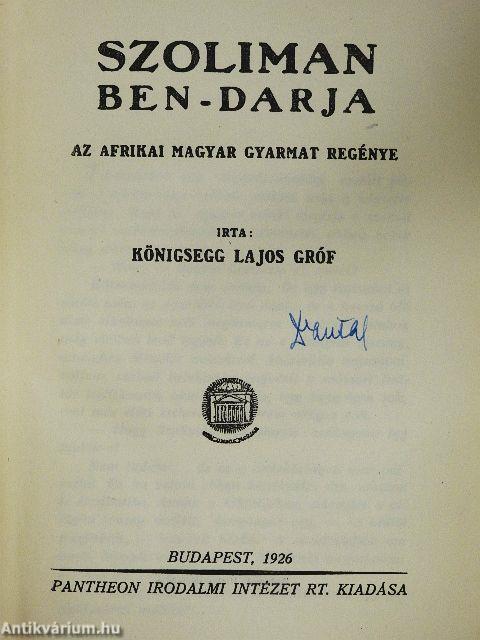 SZOLIMAN
BEN-DARJA
AZ AFRIKAI MAGYAR GYARMAT REGÉNYE
IRTA:
KÖNIGSEGG LAJOS GRÓF
BUDAPEST, 1926
PANTHEON IRODALMI INTÉZET RT. KIADÁSA
Antikvárium.hu